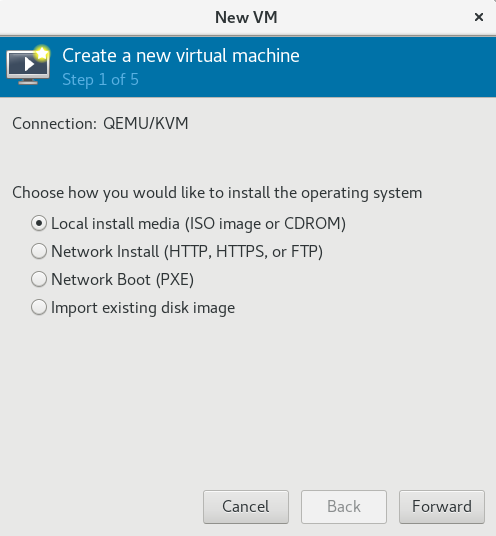 New VM
Create a new virtual machine
Step 1 of 5
Connection: QEMU/KVM
Choose how you would like to install the operating system
Local install media (ISO image or CDROM)
Network Install (HTTP, HTTPS, or FTP)
Network Boot (PXE)
Import existing disk image
Cancel Back Forward